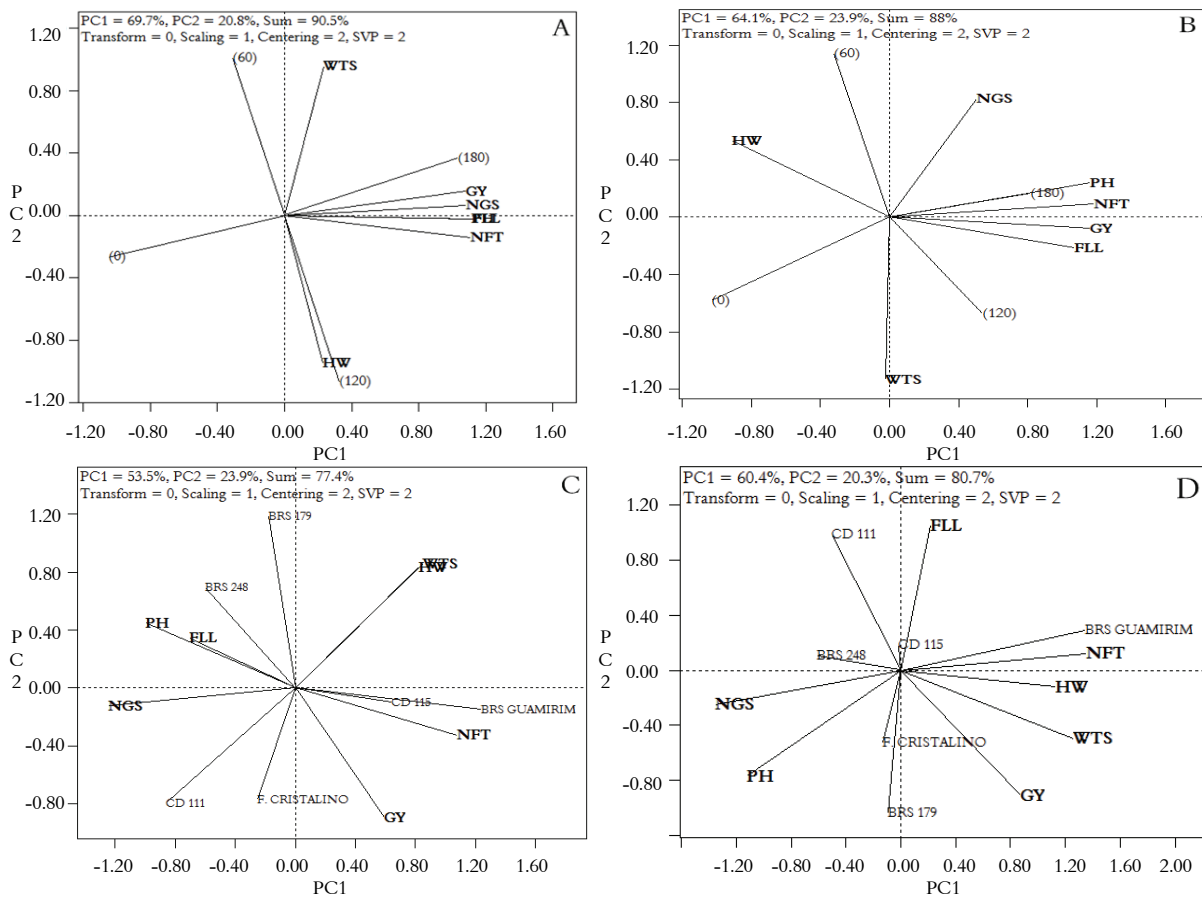 PC1 = 69.7%, PC2 = 20.8%, Sum = 90.5%
Transform = 0, Scaling = 1, Centering = 2, SVP = 2
A
1.20
0.80
0.40
0.00
-0.40
-0.80
-1.20
P
C
2
(60)
WTS
(180)
GY
NGS
FLL
NFT
(0)
HW
(120)
-1.20 -0.80 -0.40 0.00 0.40 0.80 1.20 1.60
PC1
PC1 = 64.1%, PC2 = 23.9%, Sum = 88%
Transform = 0, Scaling = 1, Centering = 2, SVP = 2
B
1.20
0.80
0.40
0.00
-0.40
-0.80
-1.20
P
C
2
(60)
NGS
HW
PH
(180)
NFT
GY
FLL
(0)
(120)
WTS
-1.20 -0.80 -0.40 0.00 0.40 0.80 1.20 1.60
PC1
PC1 = 53.5%, PC2 = 23.9%, Sum = 77.4%
Transform = 0, Scaling = 1, Centering = 2, SVP = 2
C
1.20
0.80
0.40
0.00
-0.40
-0.80
P
C
2
BRS 179
WTS
HW
BRS 248
PH
FLL
NGS
CD 115
BRS GUAMIRIM
NFT
CD 111
F. CRISTALINO
GY
-1.20 -0.80 -0.40 0.00 0.40 0.80 1.20 1.60
PC1
PC1 = 60.4%, PC2 = 20.3%, Sum = 80.7%
Transform = 0, Scaling = 1, Centering = 2, SVP = 2
D
1.20
0.80
0.40
0.00
-0.40
-0.80
P
C
2
CD 111
FLL
BRS GUAMIRIM
CD 115
BRS 248
NFT
HW
NGS
WTS
F. CRISTALINO
PH
GY
BRS 179
-1.20 -0.80 -0.40 0.00 0.40 0.80 1.20 1.60 2.00
PC1